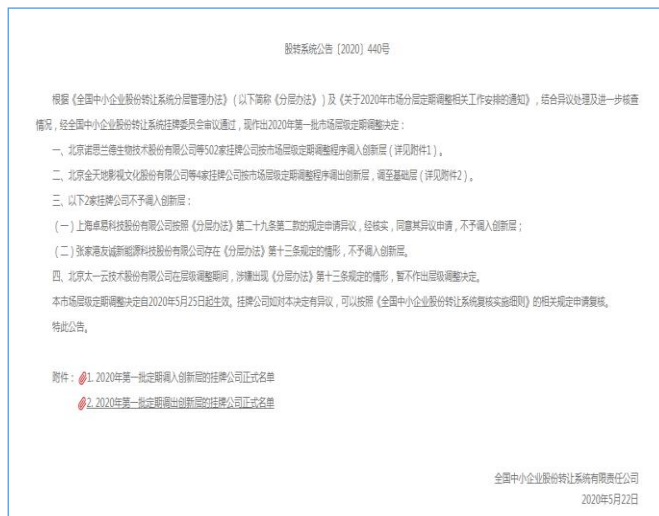 股转系统公告〔2020〕440号
根据《全国中小企业股份转让系统分层管理办法》（以下简称《分层办法》）及《关于2020年市场分层定期调整相关工作安排的通知》，结合异议处理及进一步核查
情况，经全国中小企业股份转让系统挂牌委员会审议通过，现作出2020年第一批市场层级定期调整决定：
一、北京诺思兰德生物技术股份有限公司等502家挂牌公司按市场层级定期调整程序调入创新层（详见附件1）。
二、北京金天地影视文化股份有限公司等4家挂牌公司按市场层级定期调整程序调出创新层，调至基础层（详见附件2）。
三、以下2家挂牌公司不予调入创新层：
（一）上海卓易科技股份有限公司按照《分层办法》第二十九条第二款的规定申请异议，经核实，同意其异议申请，不予调入创新层；
（二）张家港友诚新能源科技股份有限公司存在《分层办法》第十三条规定的情形，不予调入创新层。
四、北京太一云技术股份有限公司在层级调整期间，涉嫌出现《分层办法》第十三条规定的情形，暂不作出层级调整决定。
本市场层级定期调整决定自2020年5月25日起生效。挂牌公司如对本决定有异议，可以按照《全国中小企业股份转让系统复核实施细则》的相关规定申请复核。
特此公告。
附件：1. 2020年第一批定期调入创新层的挂牌公司正式名单
2. 2020年第一批定期调出创新层的挂牌公司正式名单
全国中小企业股份转让系统有限责任公司
2020年5月22日